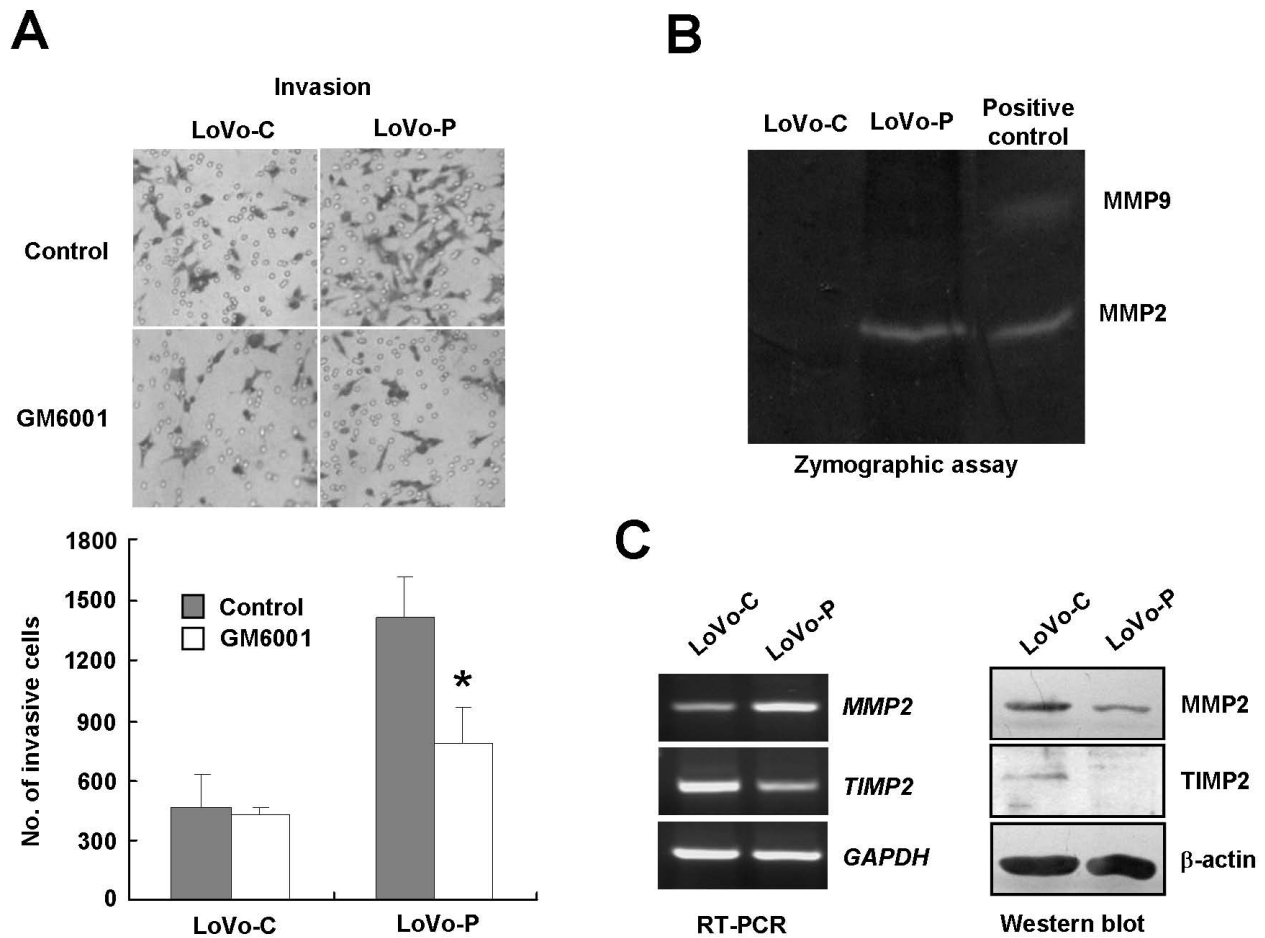 A
Invasion
LoVo-C
LoVo-P
Control
GM6001
1800
1500
1200
900
600
300
0
No. of invasive cells
Control
GM6001
*
LoVo-C
LoVo-P
B
LoVo-C
LoVo-P
Positive
control
MMP9
MMP2
Zymographic assay
C
LoVo-C
LoVo-P
MMP2
TIMP2
GAPDH
RT-PCR
LoVo-C
LoVo-P
MMP2
TIMP2
β-actin
Western blot